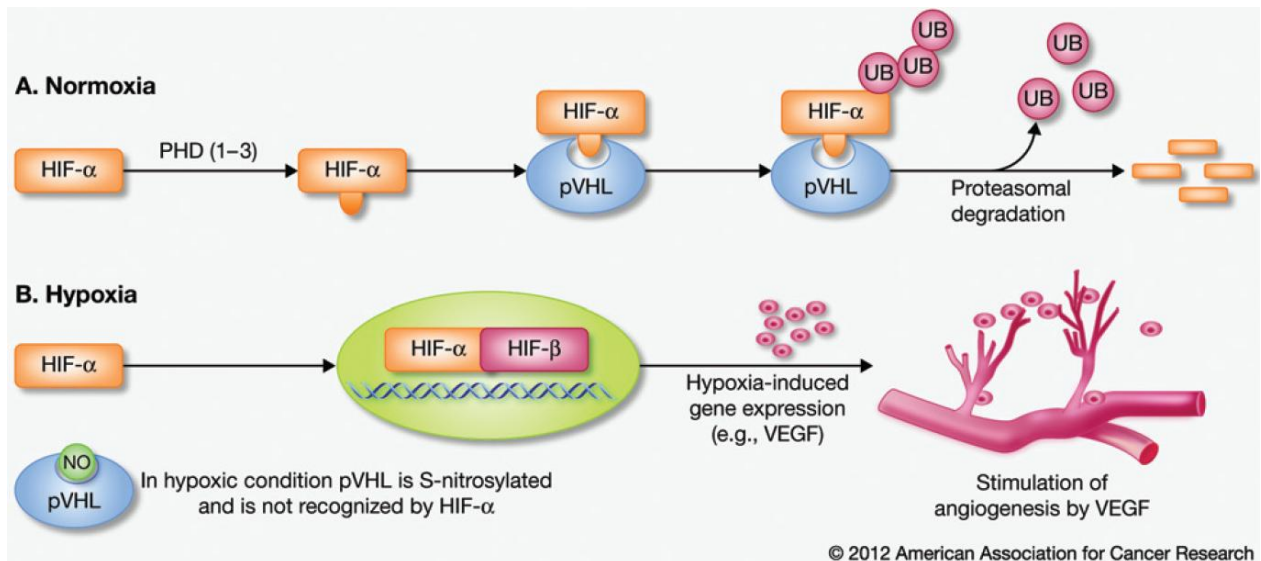 A. Normoxia
HIF-α
PHD (1–3)
HIF-α
HIF-α
pVHL
HIF-α
pVHL
UB
UB
UB
UB
UB
UB
Proteasomal
degradation
B. Hypoxia
HIF-α
HIF-α
HIF-β
Hypoxia-induced
gene expression
(e.g., VEGF)
Stimulation of
angiogenesis by VEGF
NO
pVHL
In hypoxic condition pVHL is S-nitrosylated
and is not recognized by HIF-α
© 2012 American Association for Cancer Research